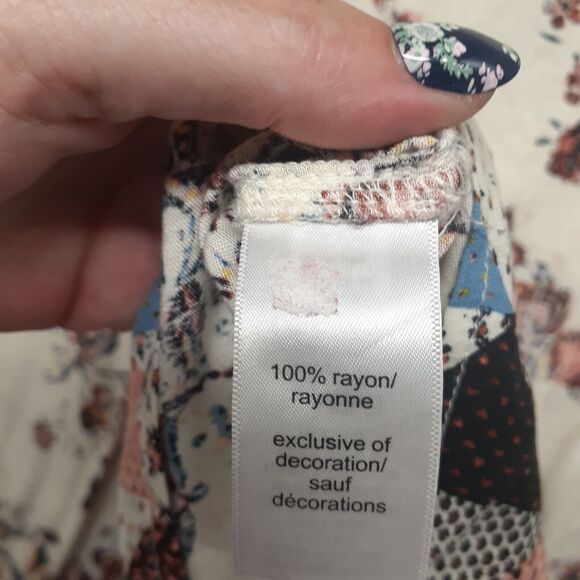 100% rayon/
rayonne
exclusive of
decoration/
sauf
décorations